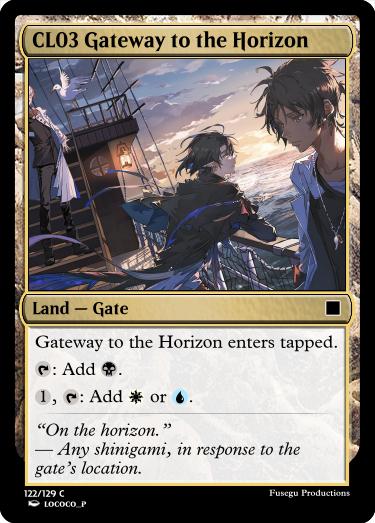 CL03 Gateway to the Horizon
Land — Gate
Gateway to the Horizon enters tapped.
: Add .
1, : Add or .
“On the horizon.”
— Any shinigami, in response to the
gate's location.
122/129 C
LOCOCO_P
Fusegu Productions